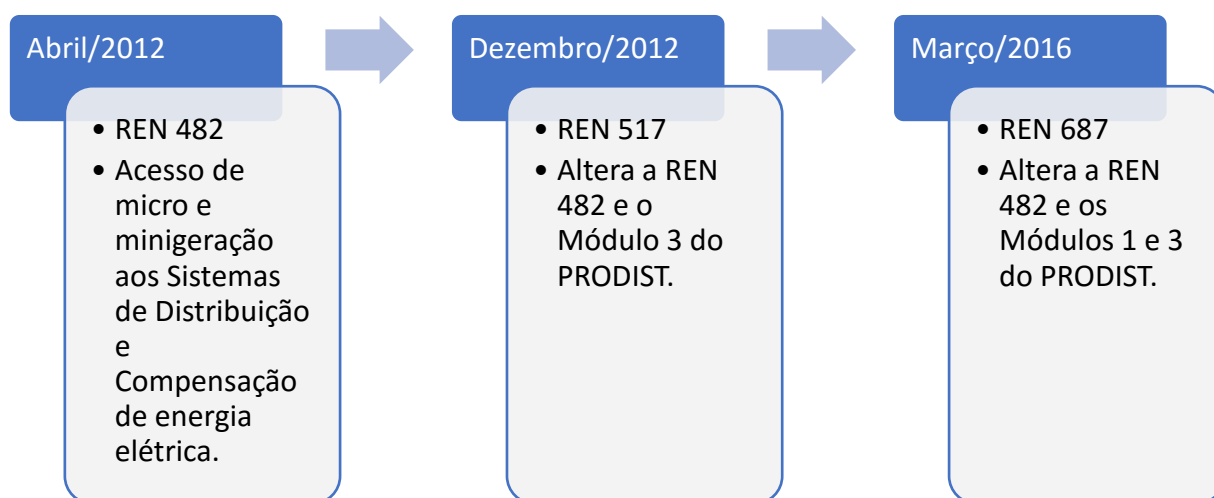 Abril/2012
• REN 482
• Acesso de
micro e
minigeração
aos Sistemas
de Distribuição
e
Compensação
de energia
elétrica.
Dezembro/2012
• REN 517
• Altera a REN
482 e o
Módulo 3 do
PRODIST.
Março/2016
• REN 687
• Altera a REN
482 e os
Módulos 1 e 3
do PRODIST.